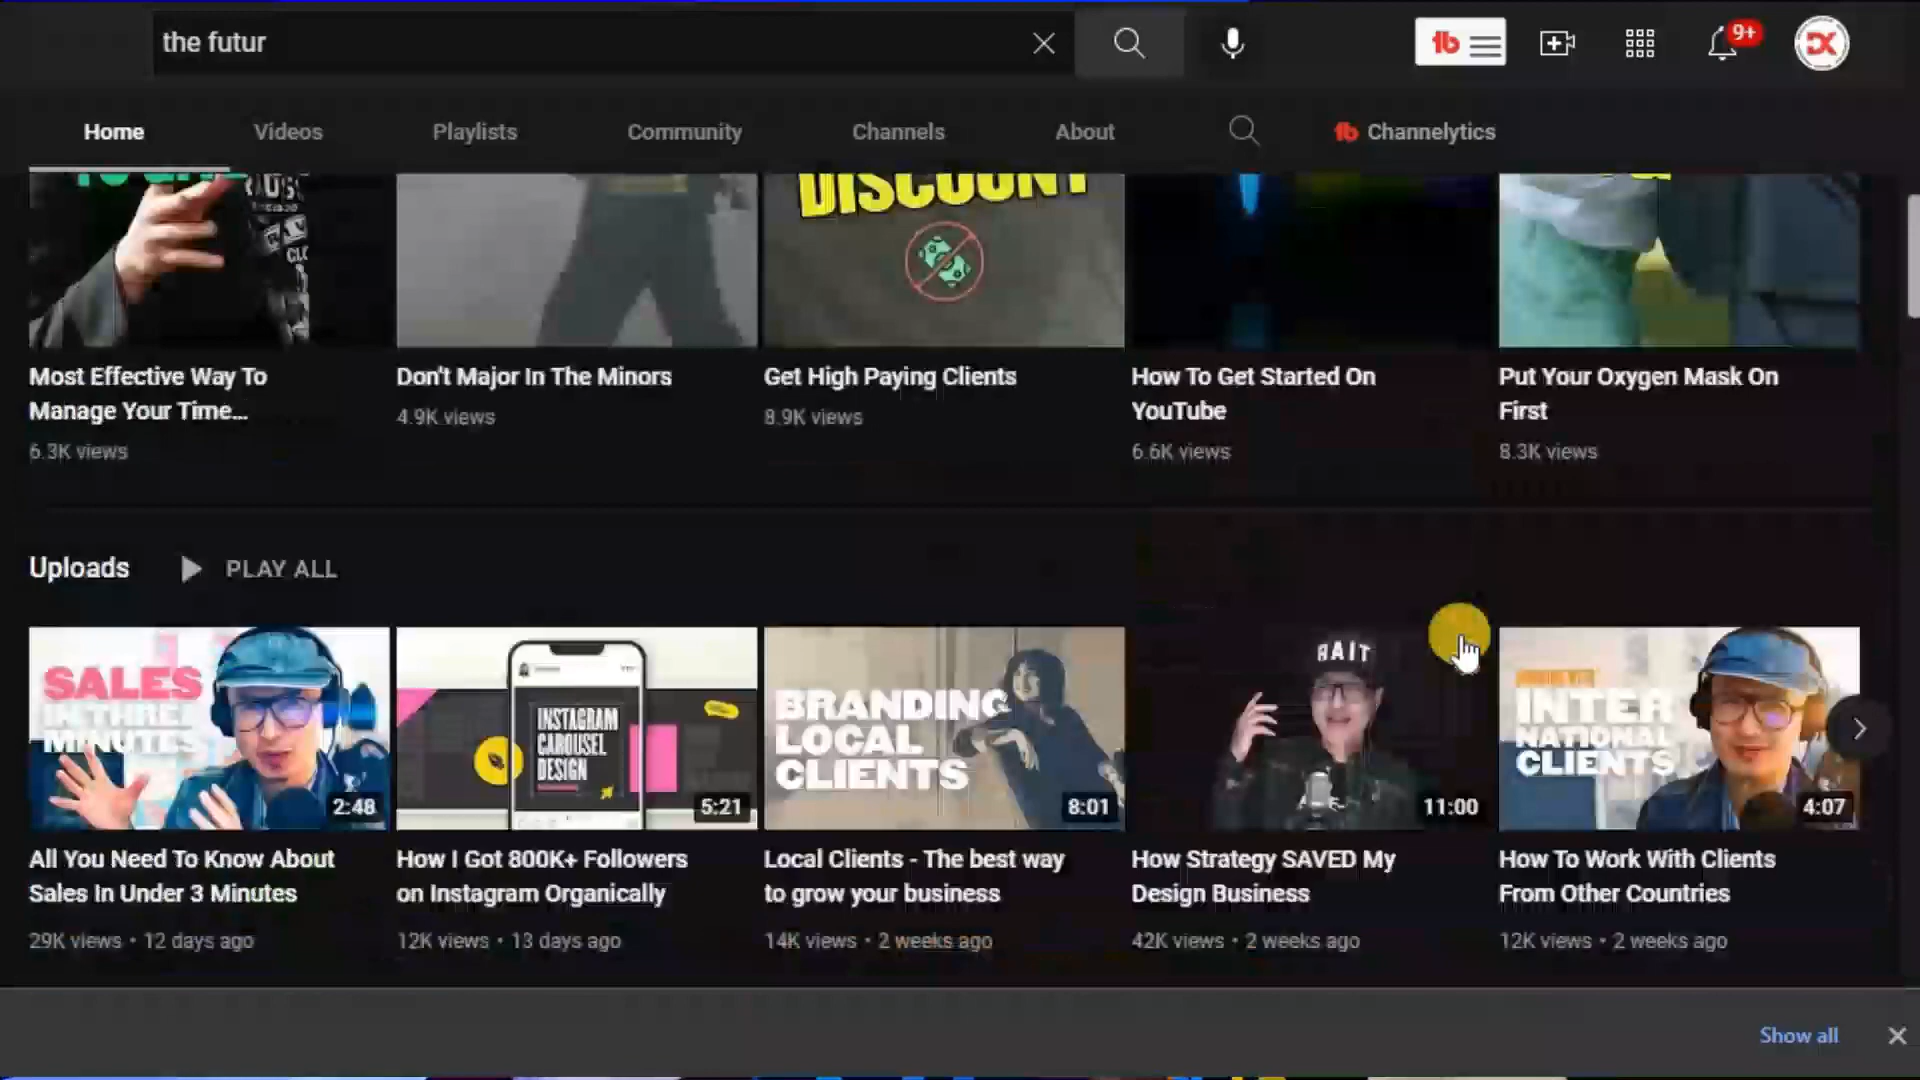 the futur
9+
Home
Videos
Playlists
Community
Channels
About
Channelytics
DISCOUNT
Most Effective Way To
Manage Your Time...
6.3K views
Don't Major In The Minors
4.9K views
Get High Paying Clients
8.9K views
How To Get Started On
YouTube
6.6K views
Put Your Oxygen Mask On
First
8.3K views
Uploads
PLAY ALL
SALES
IN THREE
MINUTES
2:48
INSTAGRAM
CAROUSEL
DESIGN
5:21
BRANDING
LOCAL
CLIENTS
8:01
BAIT
11:00
INTER
NATIONAL
CLIENTS
4:07
All You Need To Know About
Sales In Under 3 Minutes
29K views • 12 days ago
How I Got 800K+ Followers
on Instagram Organically
12K views • 13 days ago
Local Clients - The best way
to grow your business
14K views • 2 weeks ago
How Strategy SAVED My
Design Business
42K views • 2 weeks ago
How To Work With Clients
From Other Countries
12K views • 2 weeks ago
Show all